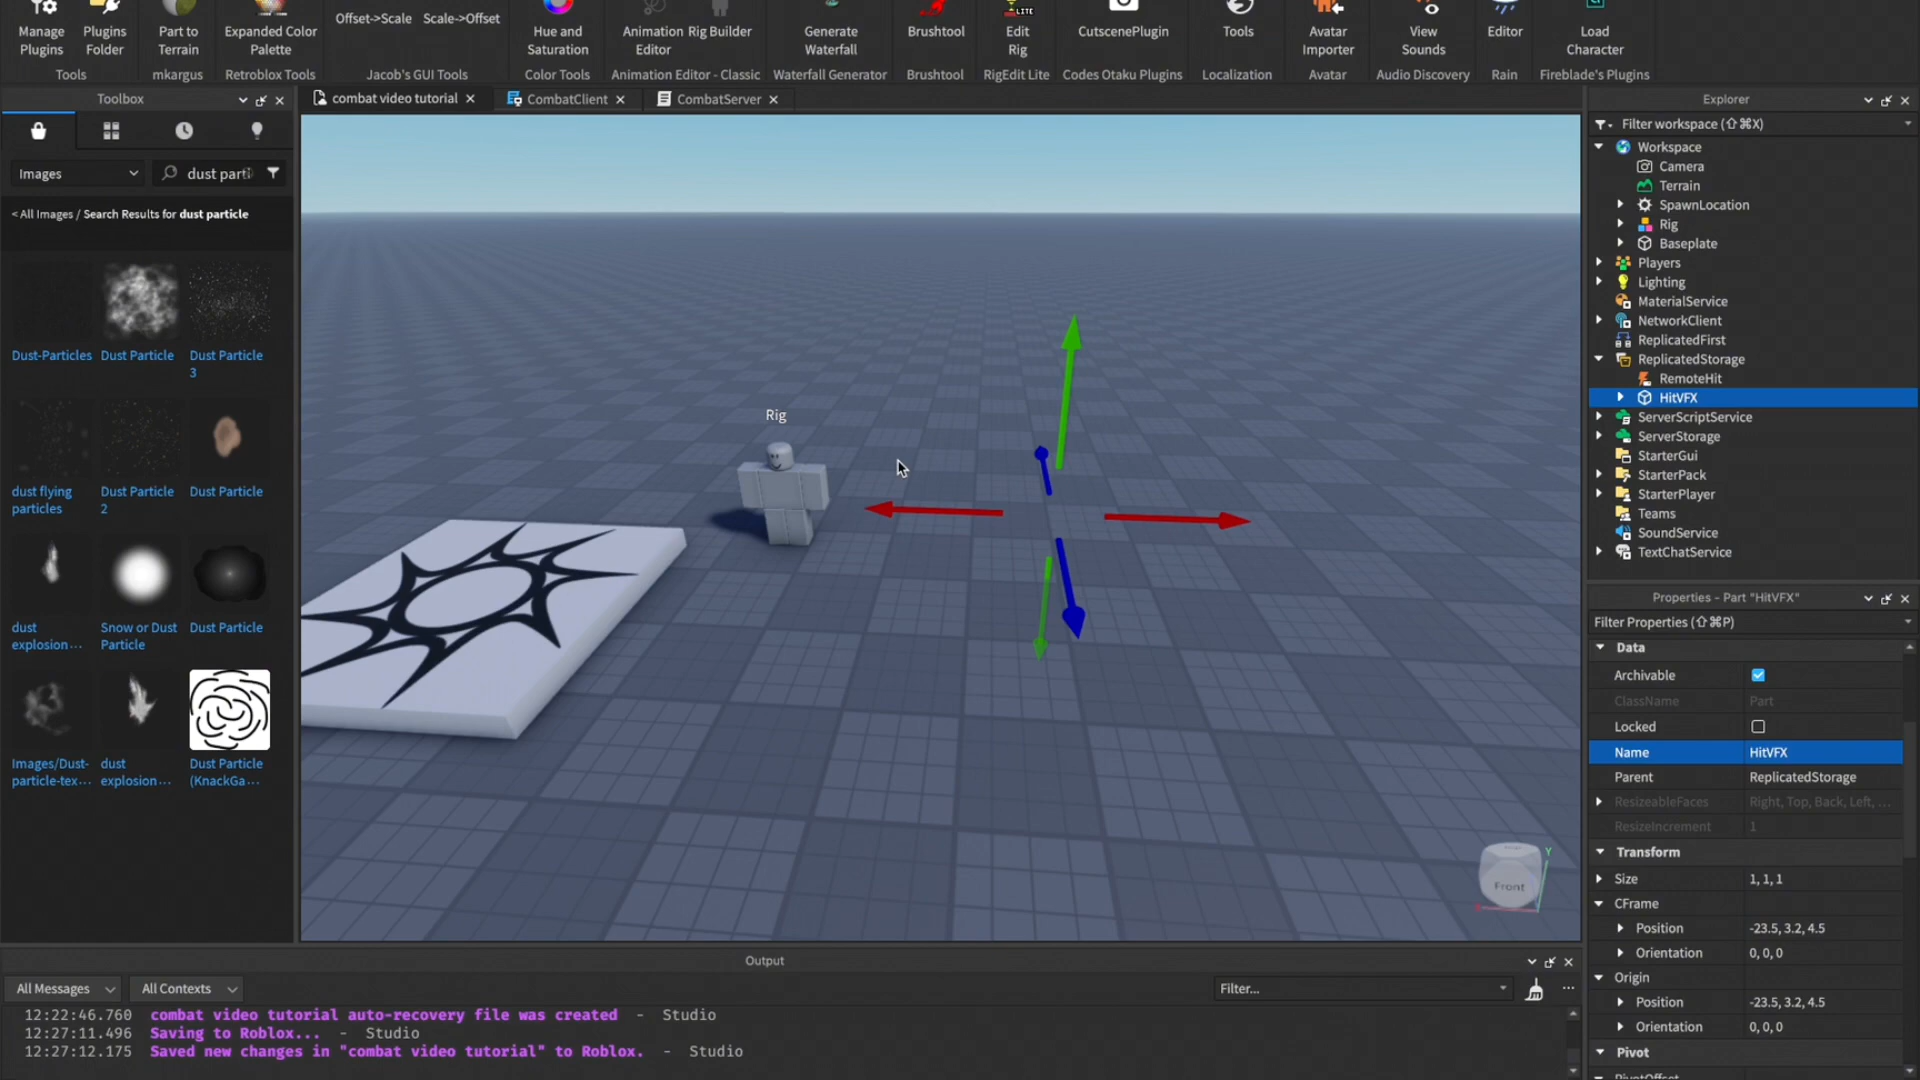 Manage
Plugins
Plugins
Folder
Part to
Terrain
Expanded Color
Palette
Offset->Scale Scale->Offset
Hue and
Saturation
Animation
Editor
Rig Builder
Generate
Waterfall
Brushtool
LITE
Edit
Rig
CutscenePlugin
Tools
Avatar
Importer
View
Sounds
Editor
Load
Character
Tools mkargus Retroblox Tools Jacob's GUI Tools Color Tools Animation Editor - Classic Waterfall Generator Brushtool RigEdit Lite Codes Otaku Plugins Localization Avatar Audio Discovery Rain Fireblade's Plugins
Toolbox
combat video tutorial CombatClient CombatServer
Images dust parti
< All Images / Search Results for dust particle
Dust-Particles Dust Particle Dust Particle
3
dust flying
particles
Dust Particle
2
Dust Particle
dust
explosion...
Snow or Dust
Particle
Dust Particle
Images/Dust-
particle-tex...
dust
explosion...
Dust Particle
(KnackGa...
Rig
Front
Y
Explorer
Filter workspace (⇧⌘X)
Workspace
Camera
Terrain
SpawnLocation
Rig
Baseplate
Players
Lighting
MaterialService
NetworkClient
ReplicatedFirst
ReplicatedStorage
RemoteHit
HitVFX
ServerScriptService
ServerStorage
StarterGui
StarterPack
StarterPlayer
Teams
SoundService
TextChatService
Properties - Part "HitVFX"
Filter Properties (⇧⌘P)
Data
Archivable
ClassName Part
Locked
Name HitVFX
Parent ReplicatedStorage
ResizeableFaces Right, Top, Back, Left, ...
ResizeIncrement 1
Transform
Size 1, 1, 1
CFrame
Position -23.5, 3.2, 4.5
Orientation 0, 0, 0
Origin
Position -23.5, 3.2, 4.5
Orientation 0, 0, 0
Pivot
PivotOffset
Output
All Messages All Contexts Filter...
12:22:46.760 combat video tutorial auto-recovery file was created - Studio
12:27:11.496 Saving to Roblox... - Studio
12:27:12.175 Saved new changes in "combat video tutorial" to Roblox. - Studio